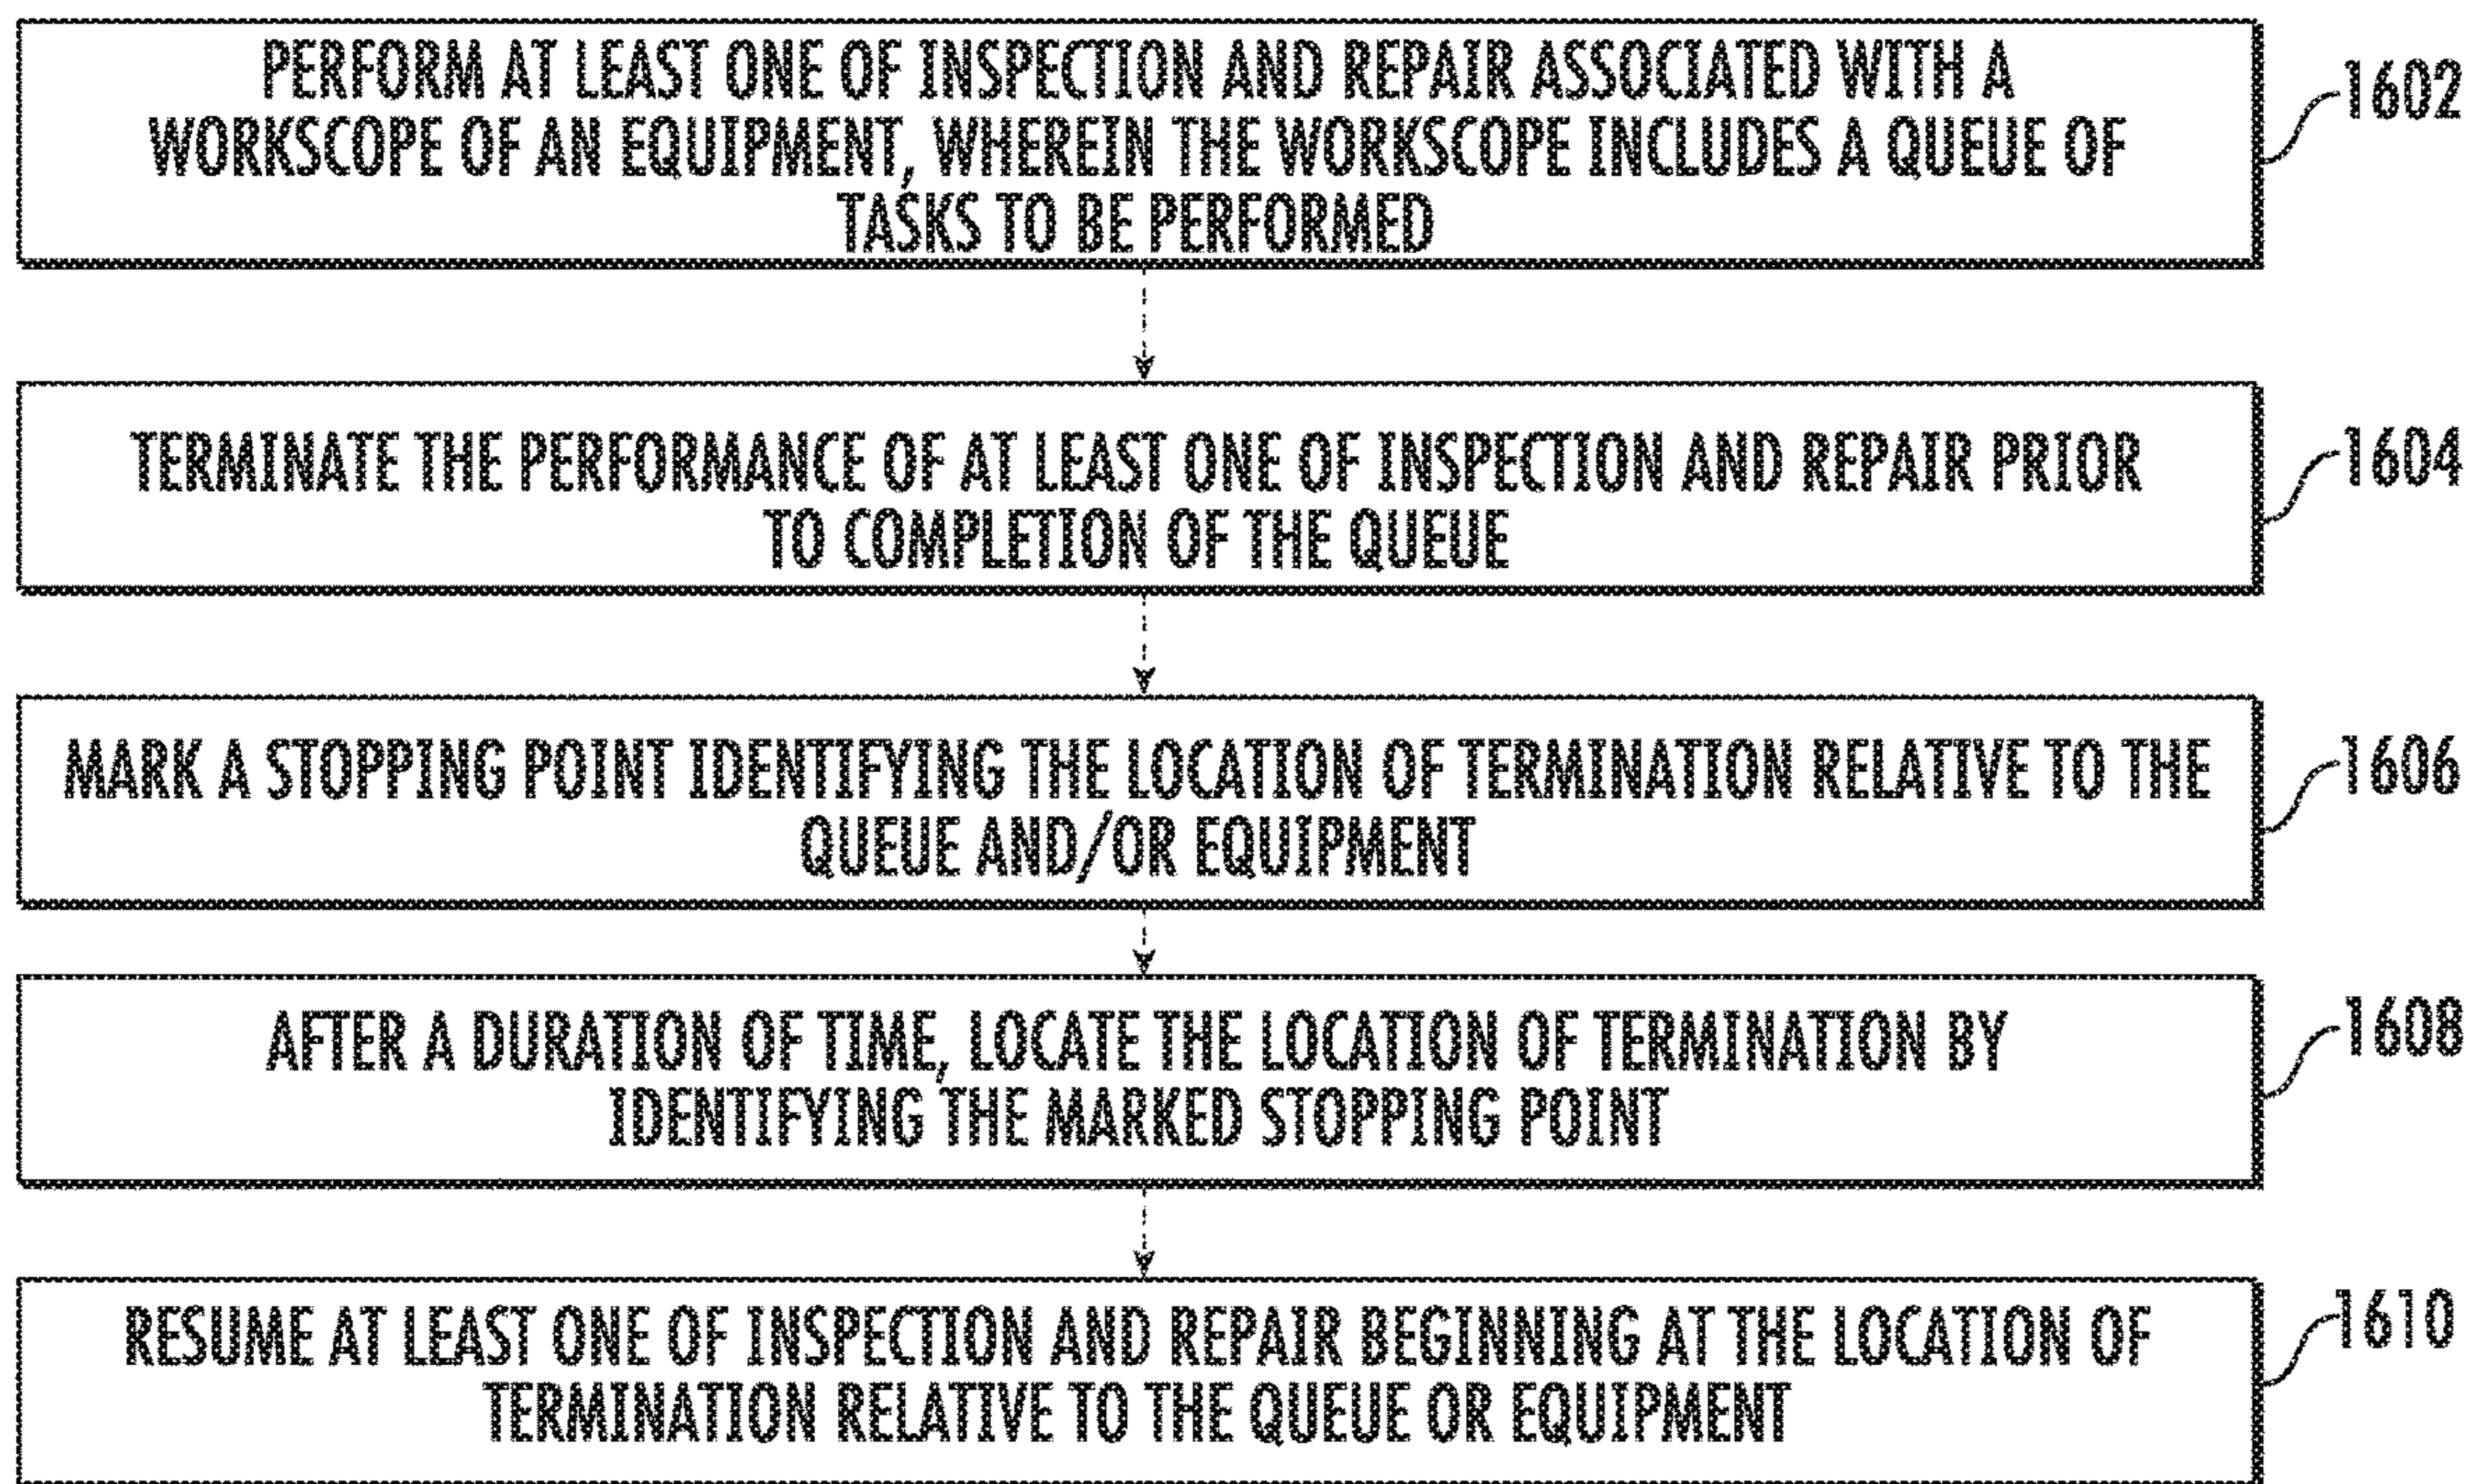 PERFORM AT LEAST ONE OF INSPECTION AND REPAIR ASSOCIATED WITH A
WORKSCOPE OF AN EQUIPMENT, WHEREIN THE WORKSCOPE INCLUDES A QUEUE OF
TASKS TO BE PERFORMED
1602
TERMINATE THE PERFORMANCE OF AT LEAST ONE OF INSPECTION AND REPAIR PRIOR
TO COMPLETION OF THE QUEUE
1604
MARK A STOPPING POINT IDENTIFYING THE LOCATION OF TERMINATION RELATIVE TO THE
QUEUE AND/OR EQUIPMENT
1606
AFTER A DURATION OF TIME, LOCATE THE LOCATION OF TERMINATION BY
IDENTIFYING THE MARKED STOPPING POINT
1608
RESUME AT LEAST ONE OF INSPECTION AND REPAIR BEGINNING AT THE LOCATION OF
TERMINATION RELATIVE TO THE QUEUE OR EQUIPMENT
1610